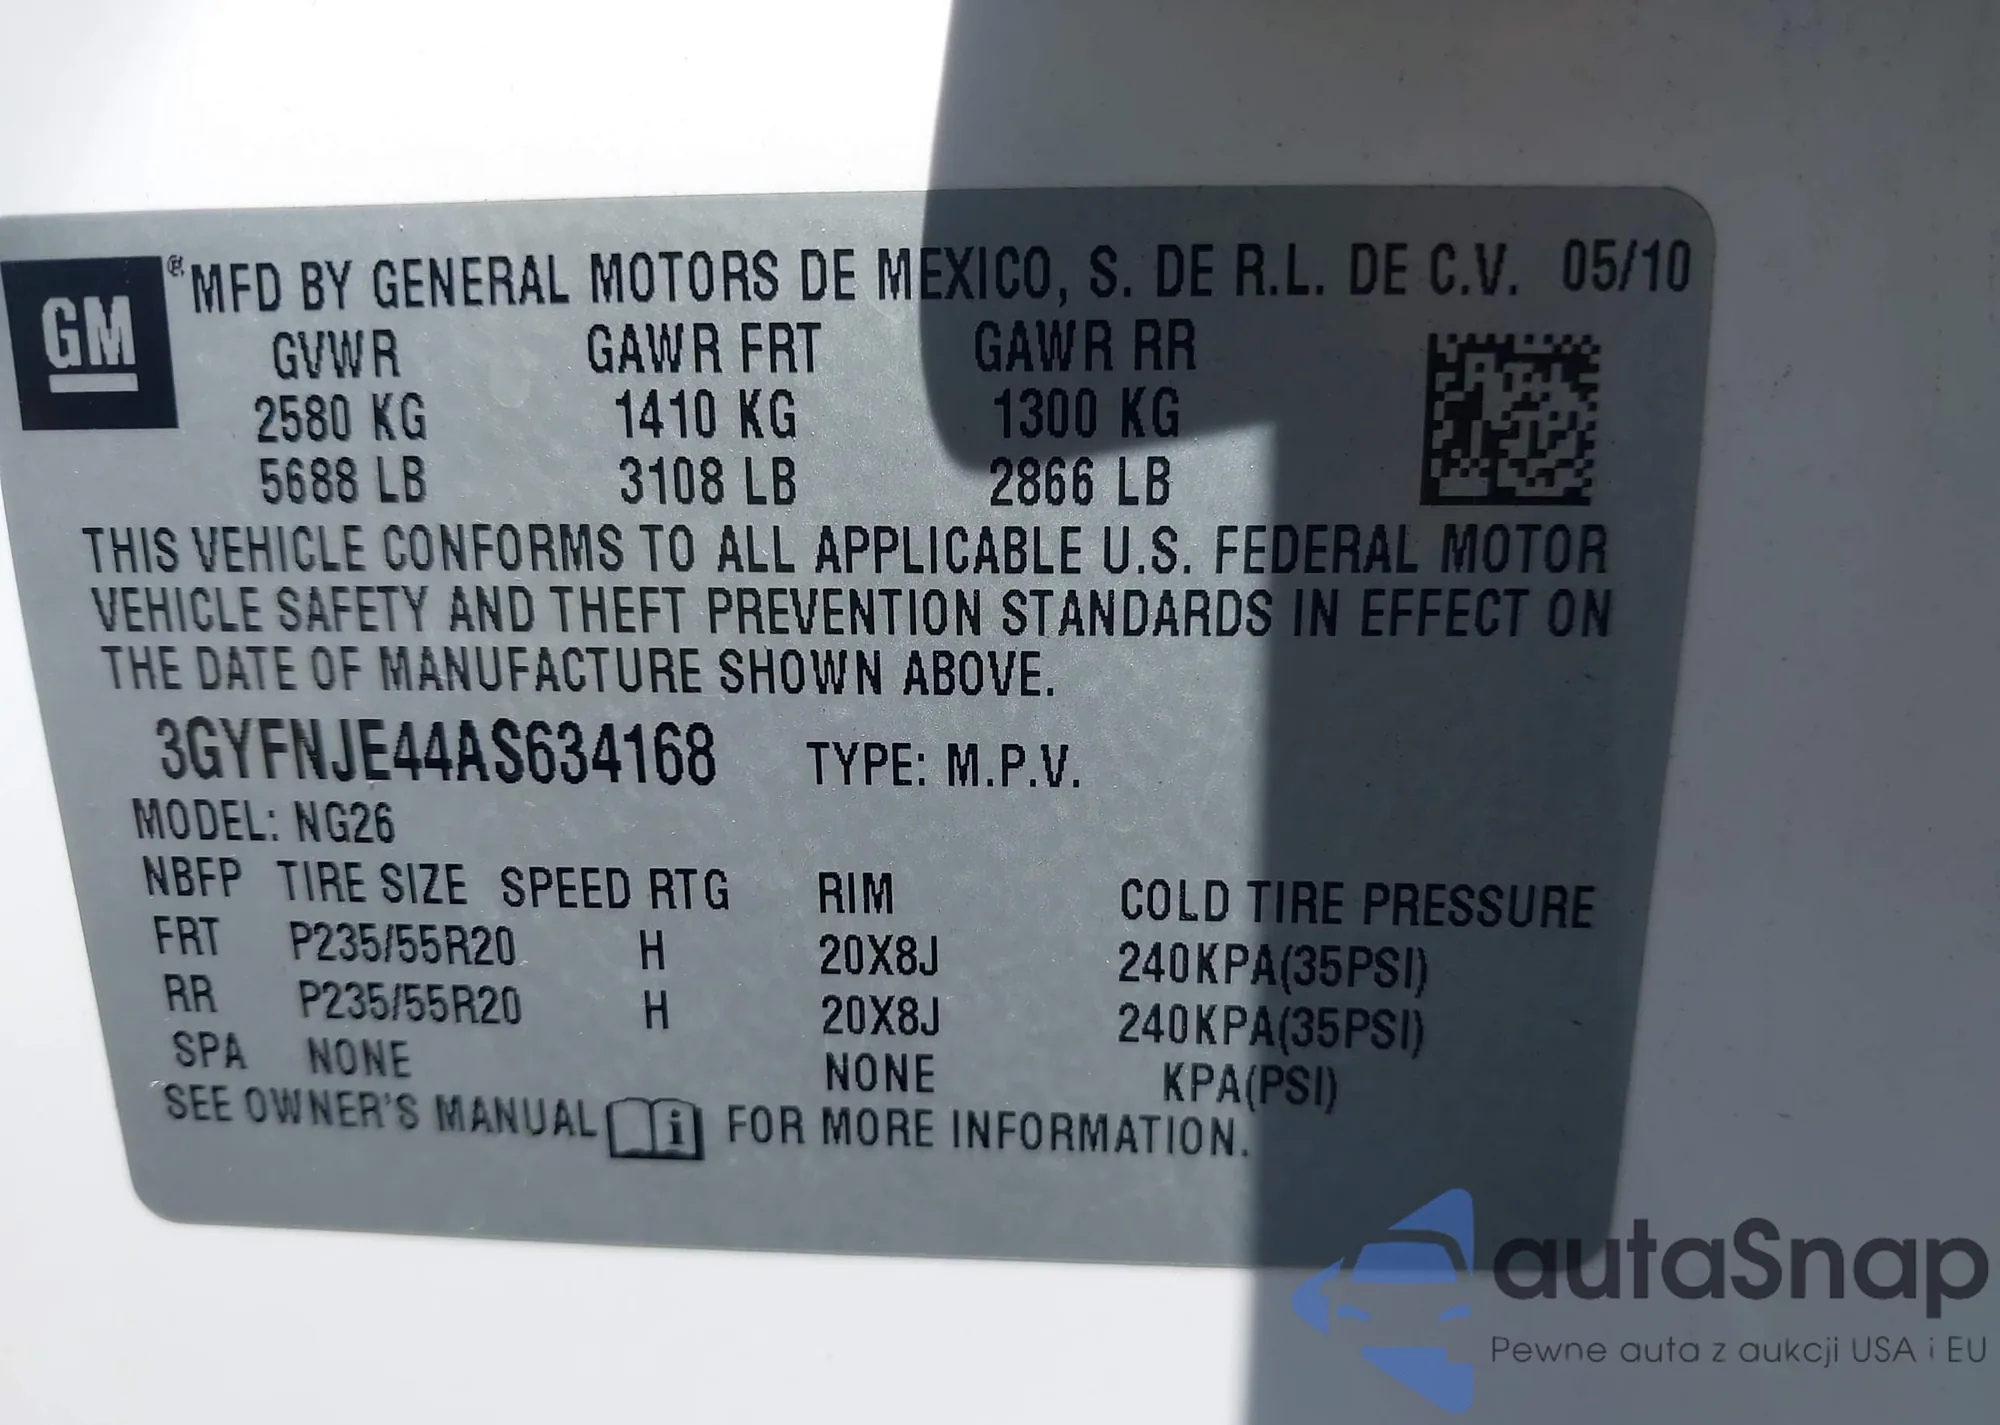 GM
® MFD BY GENERAL MOTORS DE MEXICO, S. DE R.L. DE C.V. 05/10
GVWR GAWR FRT GAWR RR
2580 KG 1410 KG 1300 KG
5688 LB 3108 LB 2866 LB
THIS VEHICLE CONFORMS TO ALL APPLICABLE U.S. FEDERAL MOTOR
VEHICLE SAFETY AND THEFT PREVENTION STANDARDS IN EFFECT ON
THE DATE OF MANUFACTURE SHOWN ABOVE.
3GYFNJE44AS634168 TYPE: M.P.V.
MODEL: NG26
NBFP TIRE SIZE SPEED RTG RIM COLD TIRE PRESSURE
FRT P235/55R20 H 20X8J 240KPA(35PSI)
RR P235/55R20 H 20X8J 240KPA(35PSI)
SPA NONE NONE KPA(PSI)
SEE OWNER'S MANUAL i FOR MORE INFORMATION.
autaSnap
Pewne auta z aukcji USA i EU